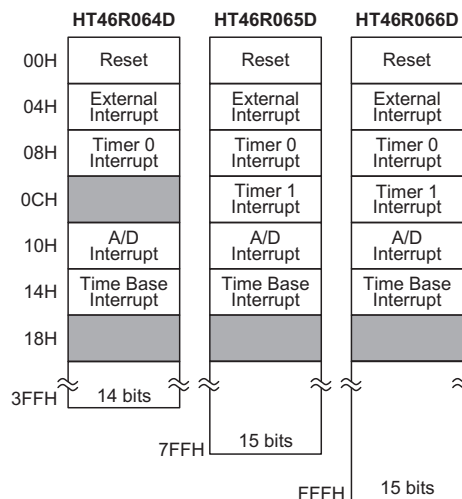 HT46R064D HT46R065D HT46R066D
00H Reset Reset Reset
04H External Interrupt External Interrupt External Interrupt
08H Timer 0 Interrupt Timer 0 Interrupt Timer 0 Interrupt
0CH Timer 1 Interrupt Timer 1 Interrupt
10H A/D Interrupt A/D Interrupt A/D Interrupt
14H Time Base Interrupt Time Base Interrupt Time Base Interrupt
18H
3FFH 14 bits
7FFH 15 bits
FFFH 15 bits